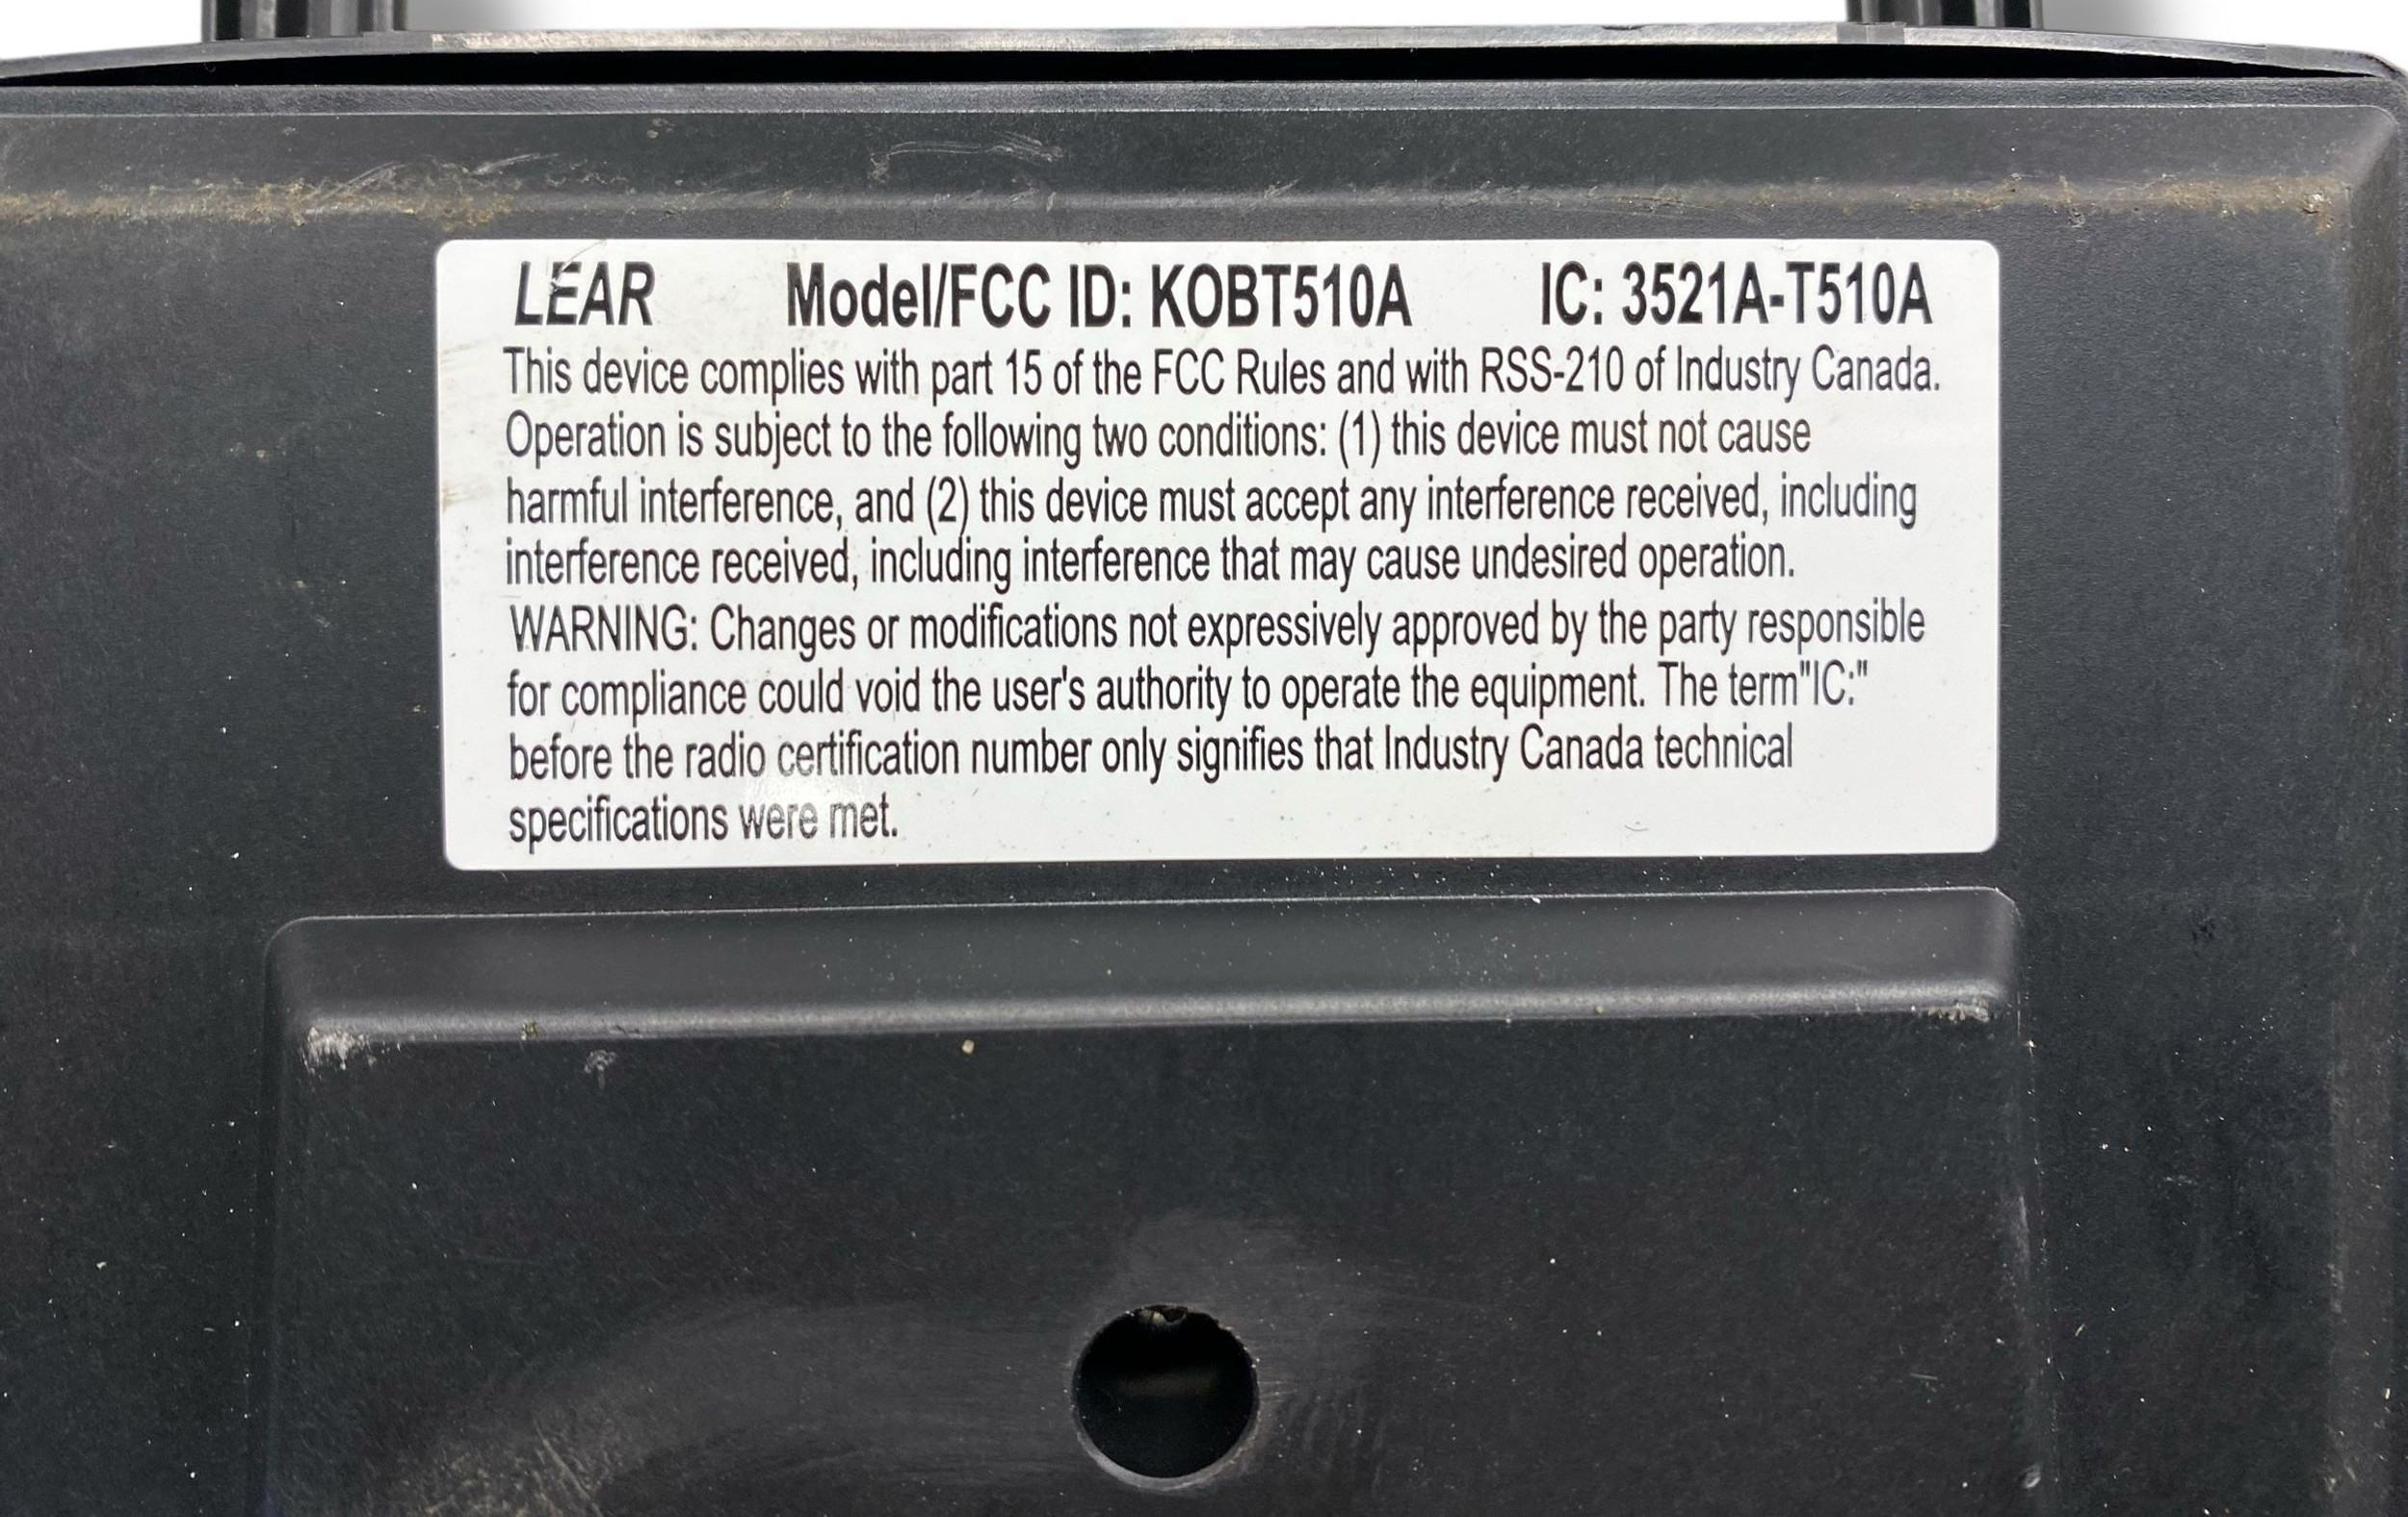 LEAR Model/FCC ID: KOBT510A IC: 3521A-T510A
This device complies with part 15 of the FCC Rules and with RSS-210 of Industry Canada.
Operation is subject to the following two conditions: (1) this device must not cause
harmful interference, and (2) this device must accept any interference received, including
interference received, including interference that may cause undesired operation.
WARNING: Changes or modifications not expressively approved by the party responsible
for compliance could void the user's authority to operate the equipment. The term"IC:"
before the radio certification number only signifies that Industry Canada technical
specifications were met.